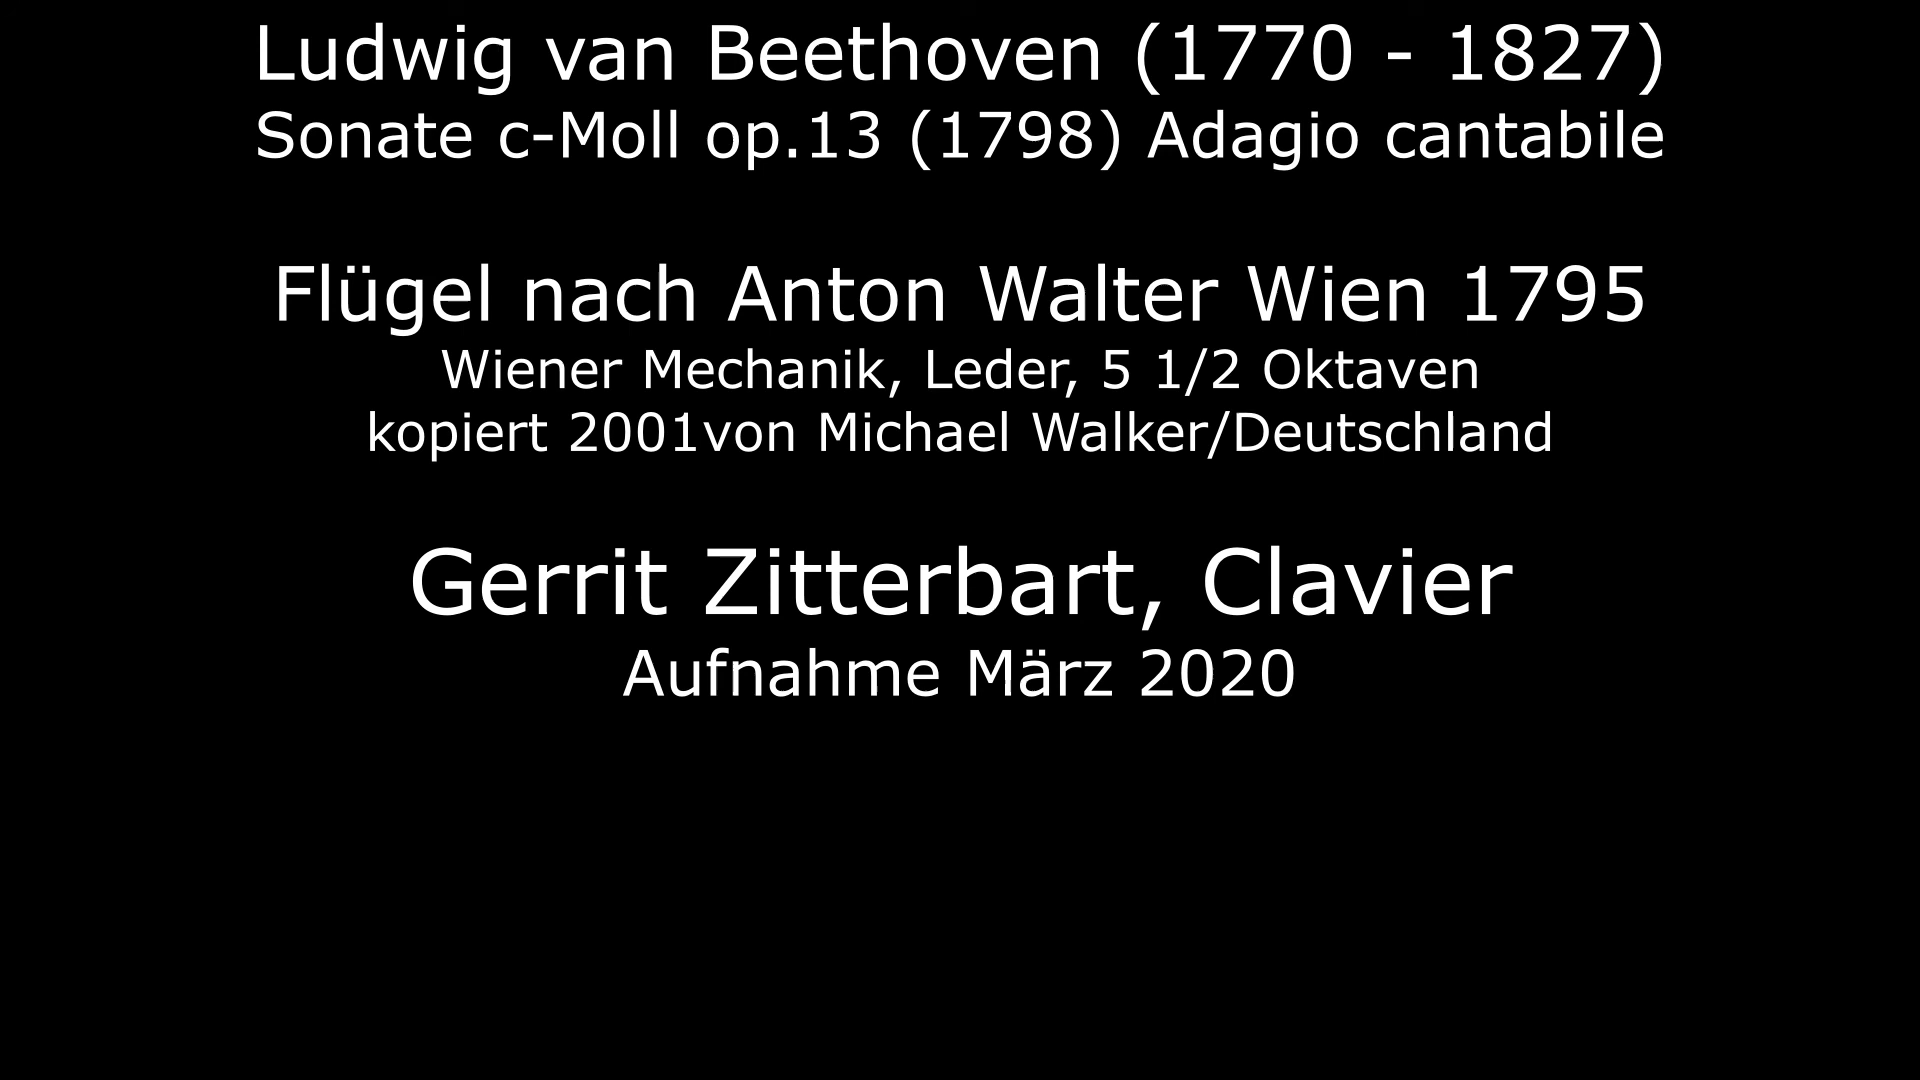 Ludwig van Beethoven (1770 - 1827)
Sonate c-Moll op.13 (1798) Adagio cantabile
Flügel nach Anton Walter Wien 1795
Wiener Mechanik, Leder, 5 1/2 Oktaven
kopiert 2001von Michael Walker/Deutschland
Gerrit Zitterbart, Clavier
Aufnahme März 2020